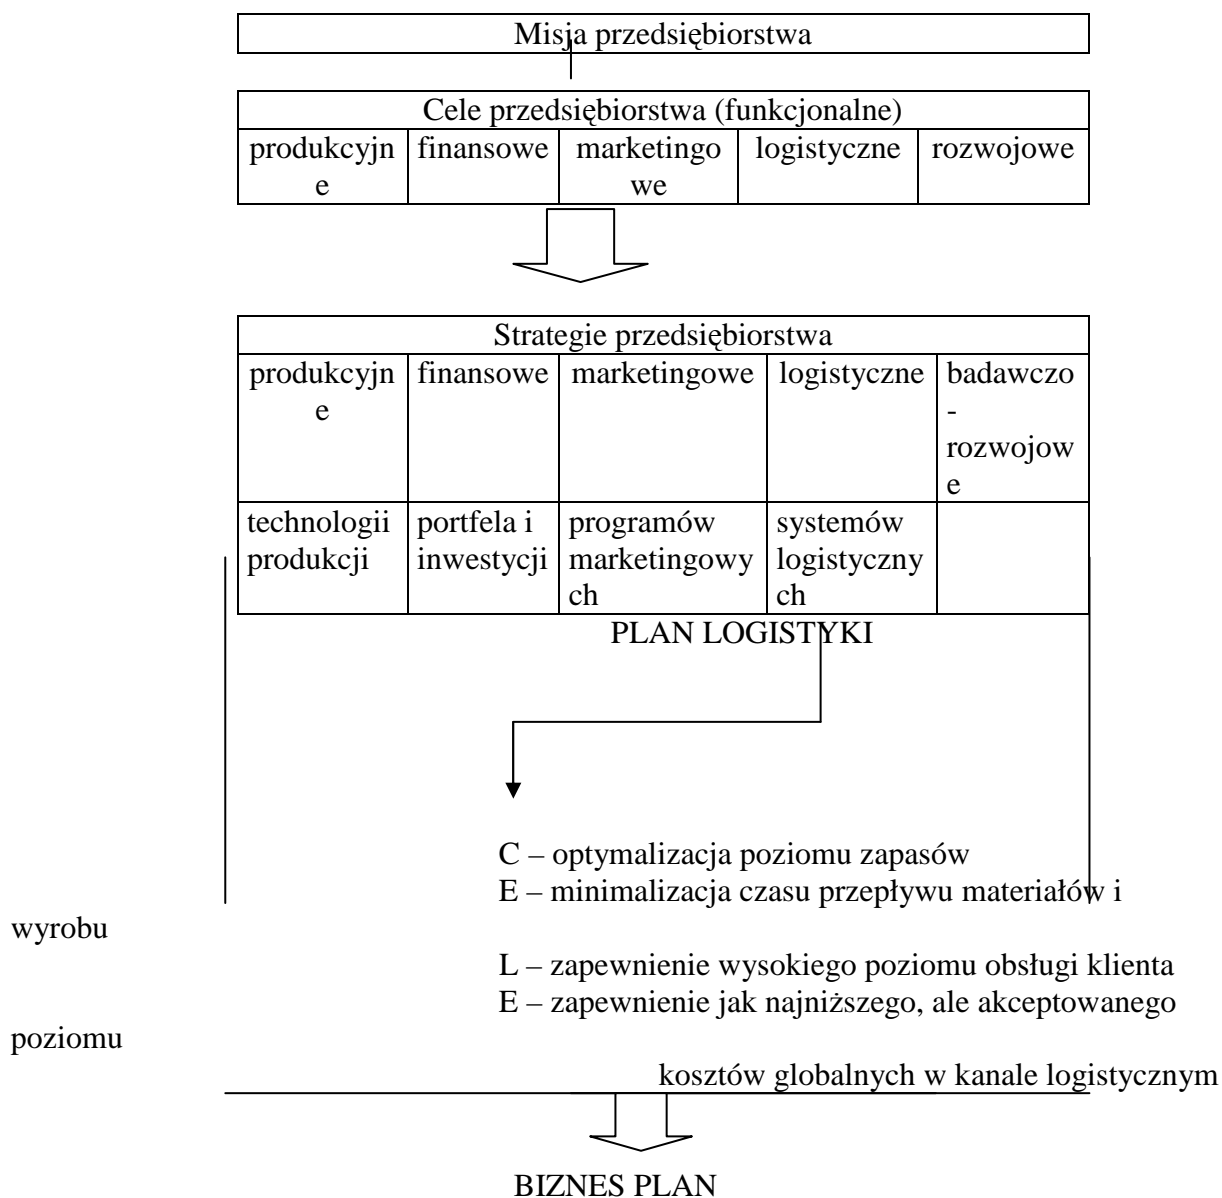 Misja przedsiębiorstwa
Cele przedsiębiorstwa (funkcjonalne)
produkcyjn
e
finansowe
marketingo
we
logistyczne
rozwojowe
Strategie przedsiębiorstwa
produkcyjn
e
finansowe
marketingowe
logistyczne
badawczo
-
rozwojow
e
technologii
produkcji
portfela i
inwestycji
programów
marketingowy
ch
systemów
logistyczny
ch
PLAN LOGISTYKI
C – optymalizacja poziomu zapasów
E – minimalizacja czasu przepływu materiałów i
wyrobu
L – zapewnienie wysokiego poziomu obsługi klienta
E – zapewnienie jak najniższego, ale akceptowanego
poziomu
kosztów globalnych w kanale logistycznym
BIZNES PLAN